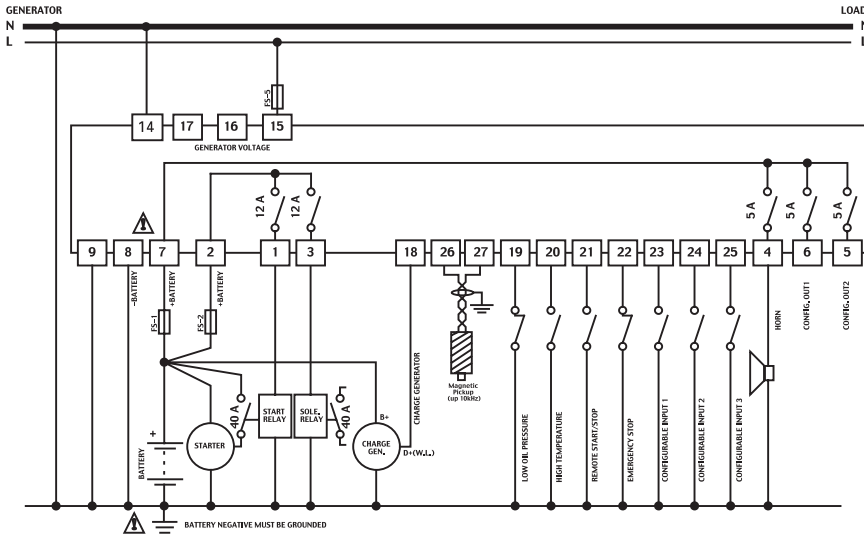 GENERATOR
LOAD
N
L
FS-5
14
17
16
15
GENERATOR VOLTAGE
12 A
12 A
5 A
5 A
5 A
9
8
7
2
1
3
18
26
27
19
20
21
22
23
24
25
4
6
5
-BATTERY
+BATTERY
+BATTERY
FS-1
FS-2
HORN
CONFIG. OUT1
CONFIG. OUT2
Magnetic
Pickup
(up 10kHz)
CHARGE GENERATOR
40 A
START
RELAY
SOLE.
RELAY
40 A
B+
STARTER
CHARGE
GEN.
D+(W.L.)
+
BATTERY
-
LOW OIL PRESSURE
HIGH TEMPERATURE
REMOTE START/STOP
EMERGENCY STOP
CONFIGURABLE INPUT 1
CONFIGURABLE INPUT 2
CONFIGURABLE INPUT 3
BATTERY NEGATIVE MUST BE GROUNDED